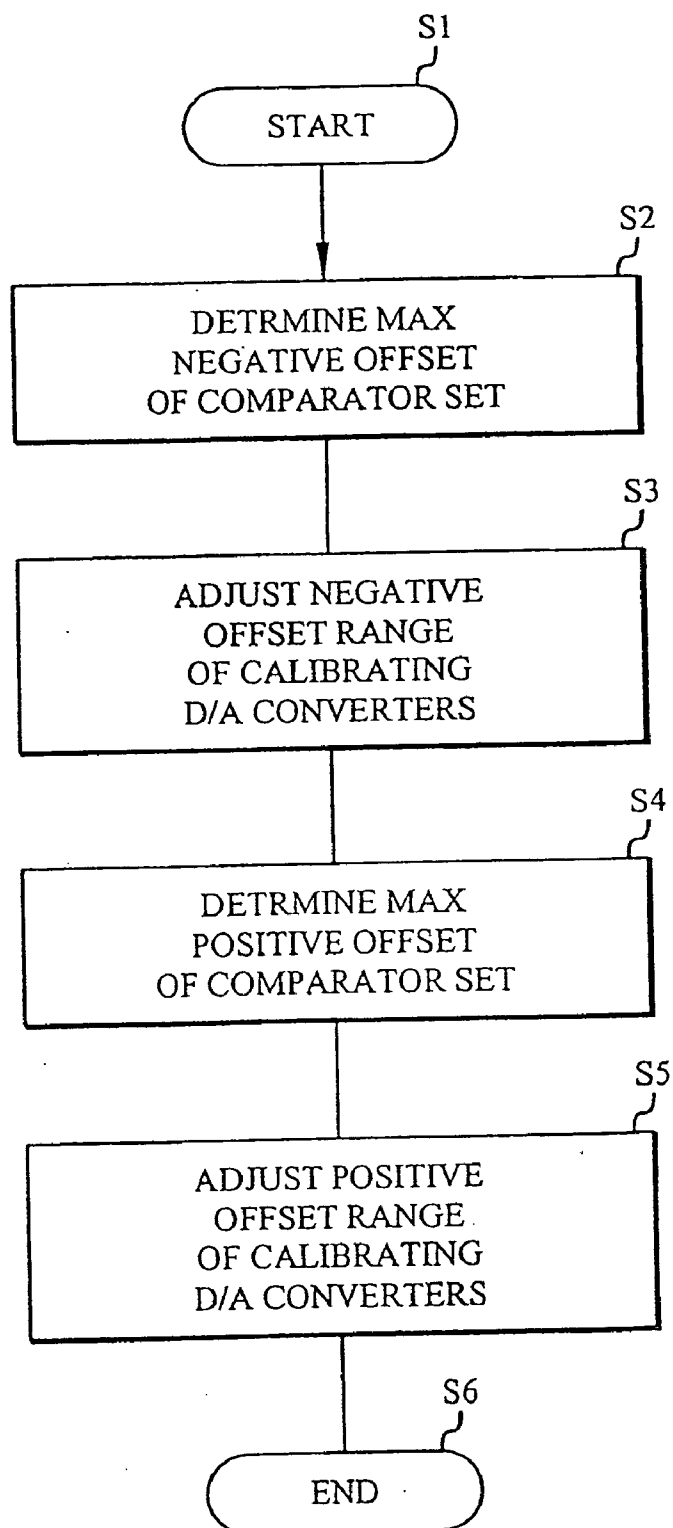 S1
START
S2
DETRMINE MAX
NEGATIVE OFFSET
OF COMPARATOR SET
S3
ADJUST NEGATIVE
OFFSET RANGE
OF CALIBRATING
D/A CONVERTERS
S4
DETRMINE MAX
POSITIVE OFFSET
OF COMPARATOR SET
S5
ADJUST POSITIVE
OFFSET RANGE
OF CALIBRATING
D/A CONVERTERS
S6
END